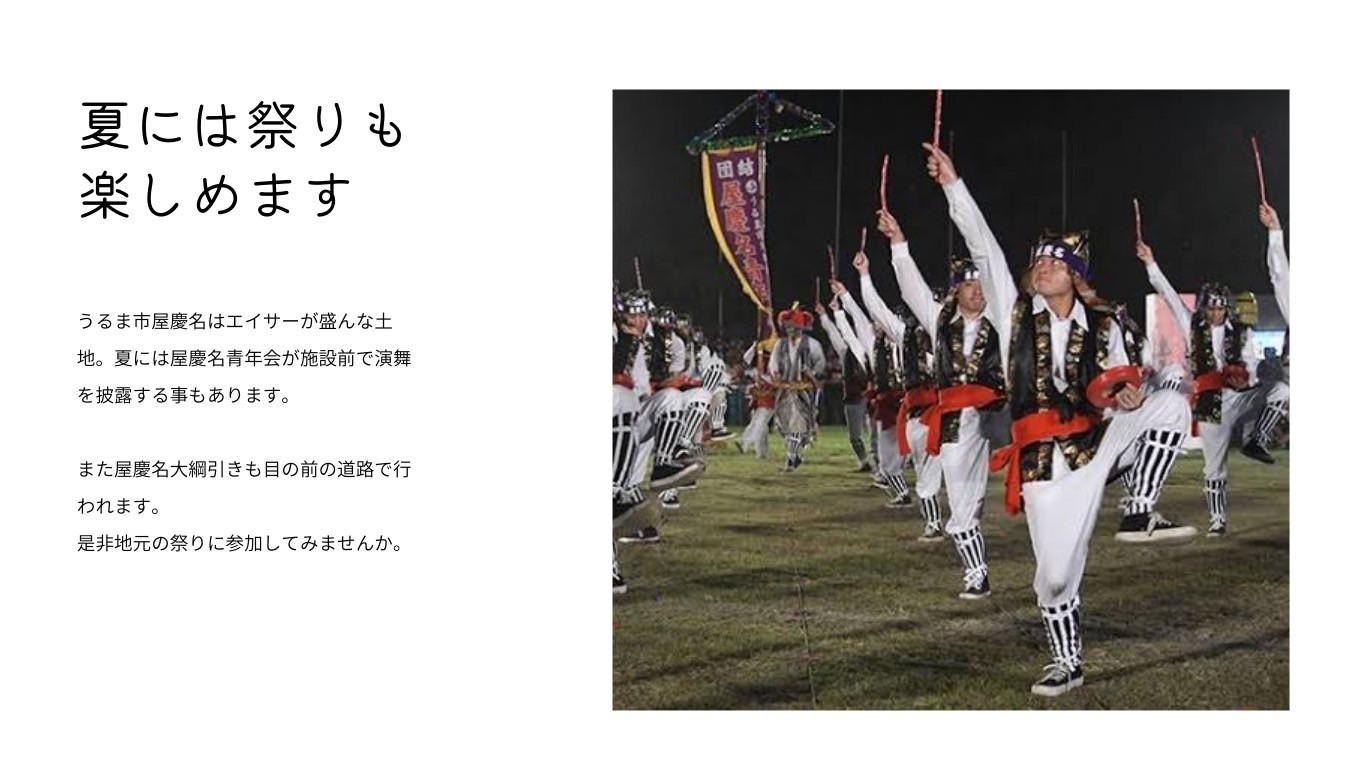 夏には祭りも
楽しめます
うるま市屋慶名はエイサーが盛んな土
地。夏には屋慶名青年会が施設前で演舞
を披露する事もあります。
また屋慶名大綱引きも目の前の道路で行
われます。
是非地元の祭りに参加してみませんか。
団結
屋慶名青